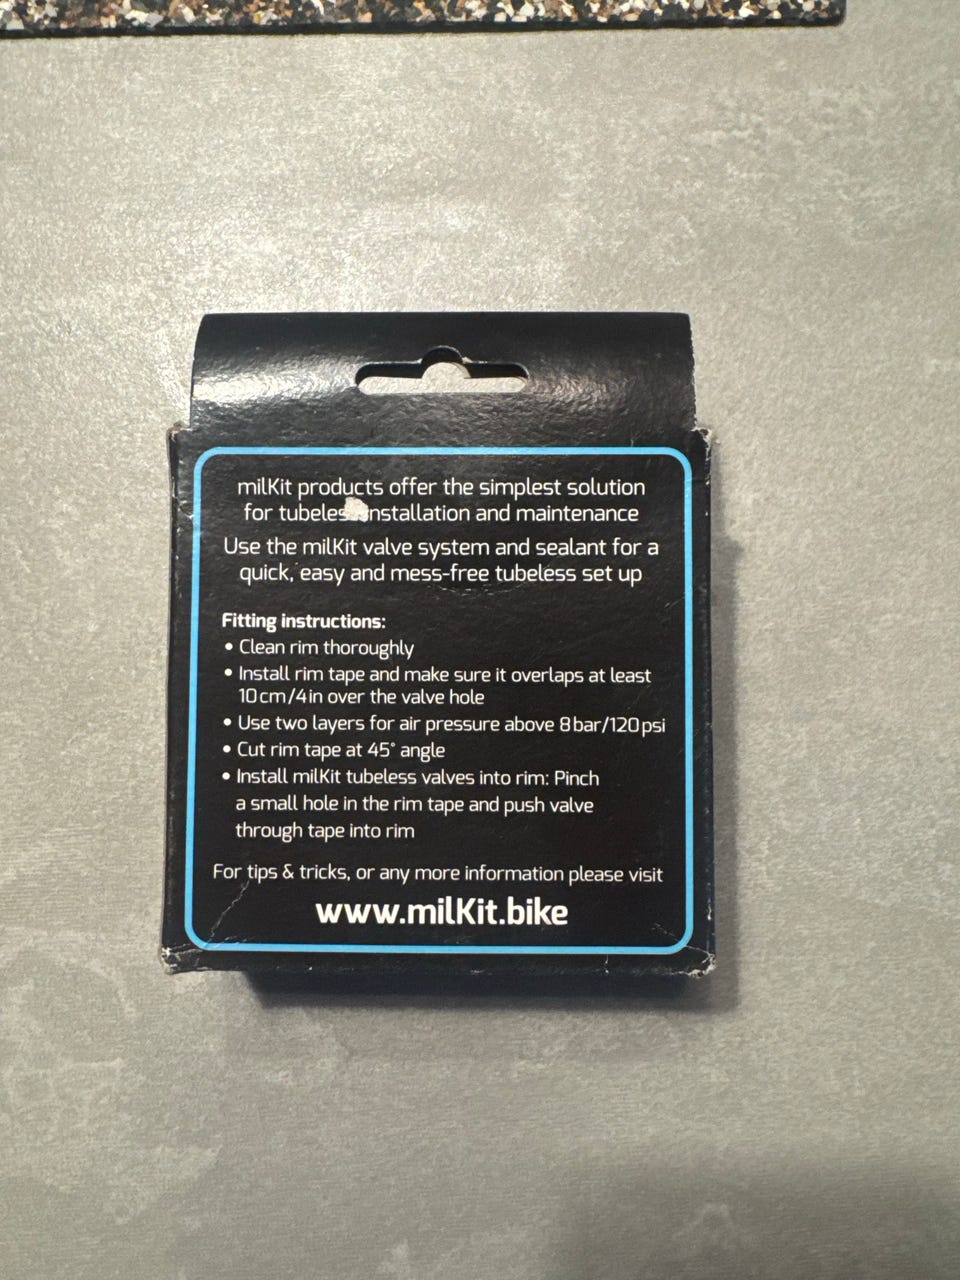 milKit products offer the simplest solution
for tubeless installation and maintenance
Use the milKit valve system and sealant for a
quick, easy and mess-free tubeless set up
Fitting instructions:
• Clean rim thoroughly
• Install rim tape and make sure it overlaps at least
10 cm/4 in over the valve hole
• Use two layers for air pressure above 8 bar/120 psi
• Cut rim tape at 45° angle
• Install milKit tubeless valves into rim: Pinch
a small hole in the rim tape and push valve
through tape into rim
For tips & tricks, or any more information please visit
www.milKit.bike